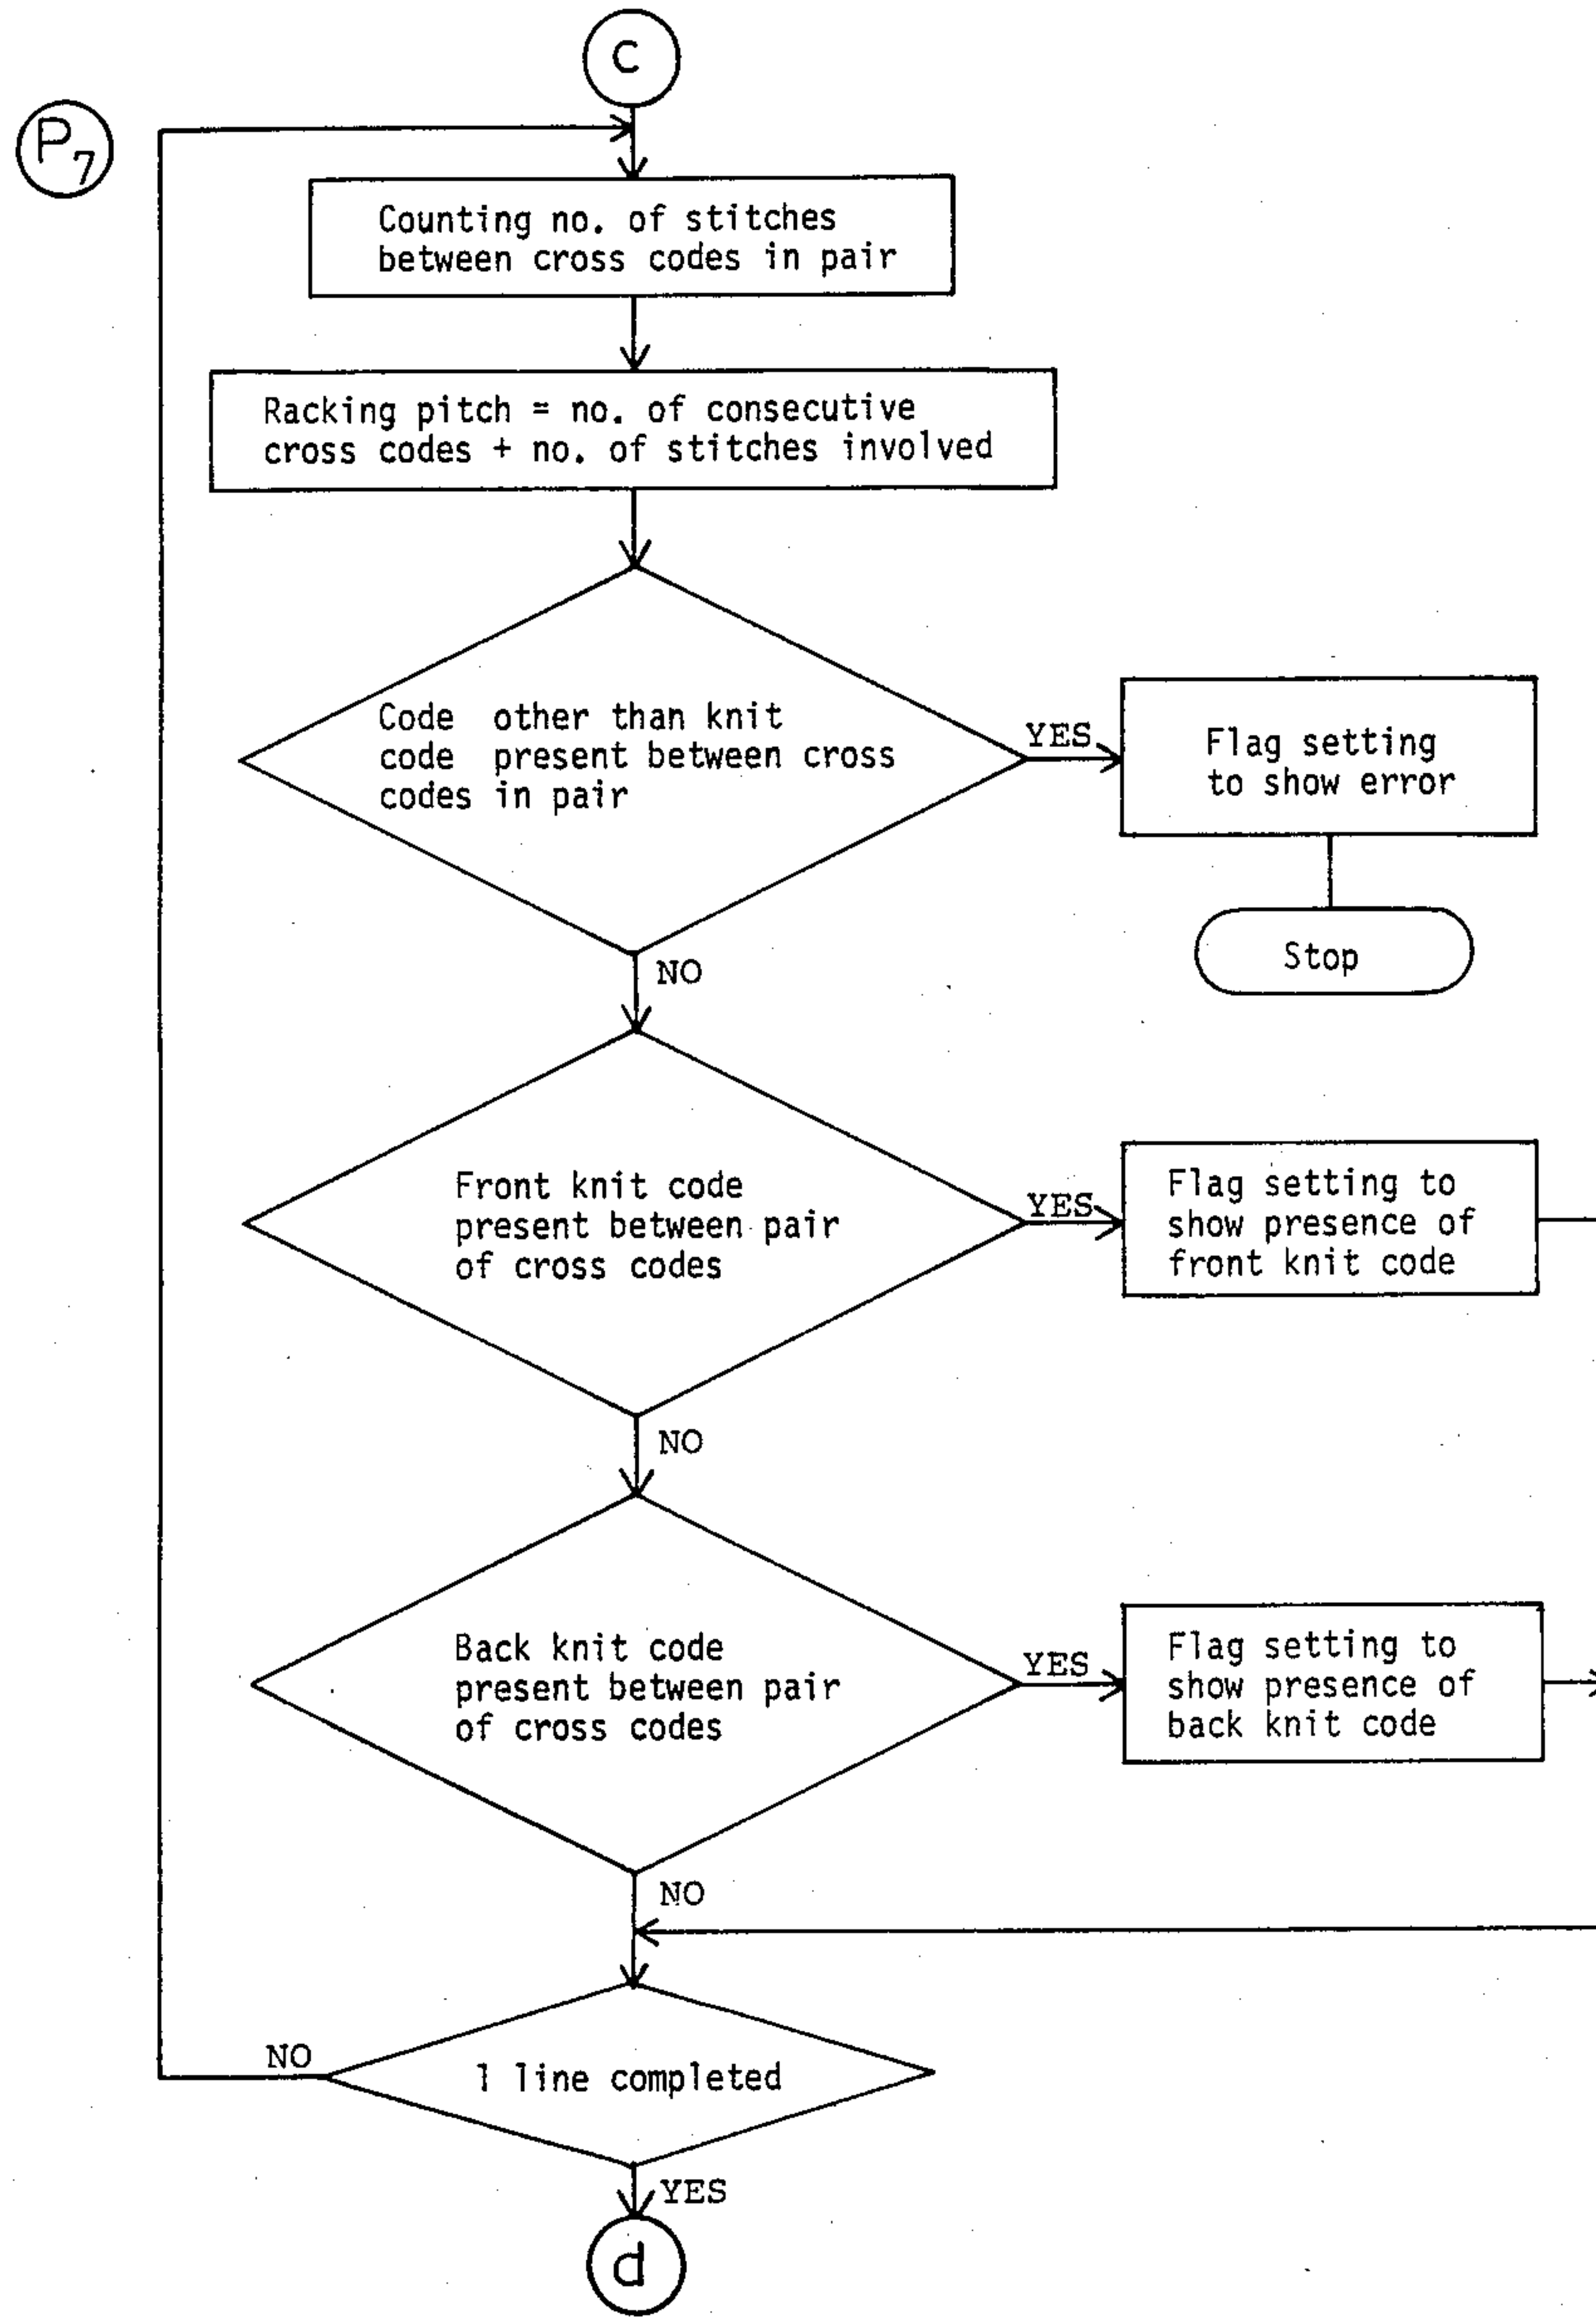 C
P7
Counting no. of stitches
between cross codes in pair
Racking pitch = no. of consecutive
cross codes + no. of stitches involved
Code other than knit
code present between cross
codes in pair
YES
Flag setting
to show error
Stop
NO
Front knit code
present between pair
of cross codes
YES
Flag setting to
show presence of
front knit code
NO
Back knit code
present between pair
of cross codes
YES
Flag setting to
show presence of
back knit code
NO
1 line completed
NO
YES
d